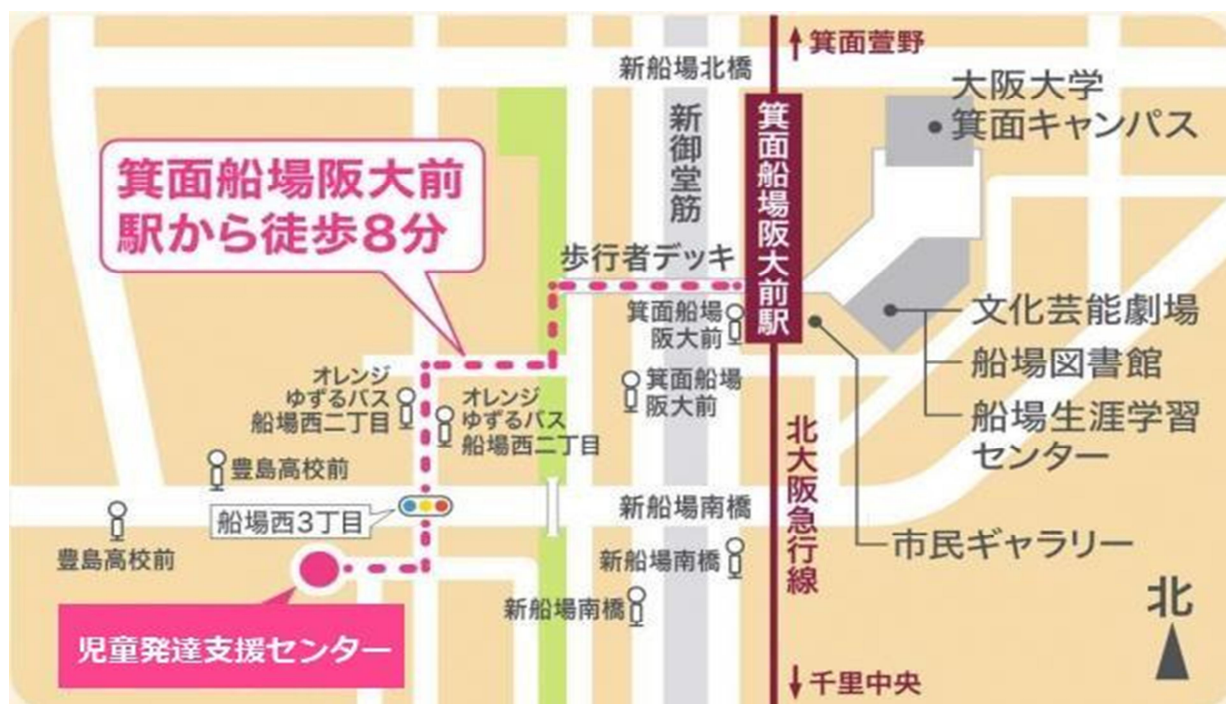 箕面萱野
新船場北橋
大阪大学
箕面キャンパス
新御堂筋
箕面船場阪大前駅
箕面船場阪大前
駅から徒歩8分
歩行者デッキ
箕面船場
阪大前
文化芸能劇場
船場図書館
船場生涯学習
センター
箕面船場
阪大前
オレンジ
ゆずるバス
船場西二丁目
オレンジ
ゆずるバス
船場西二丁目
北大阪急行線
豊島高校前
船場西3丁目
新船場南橋
豊島高校前
市民ギャラリー
新船場南橋
新船場南橋
北
児童発達支援センター
千里中央